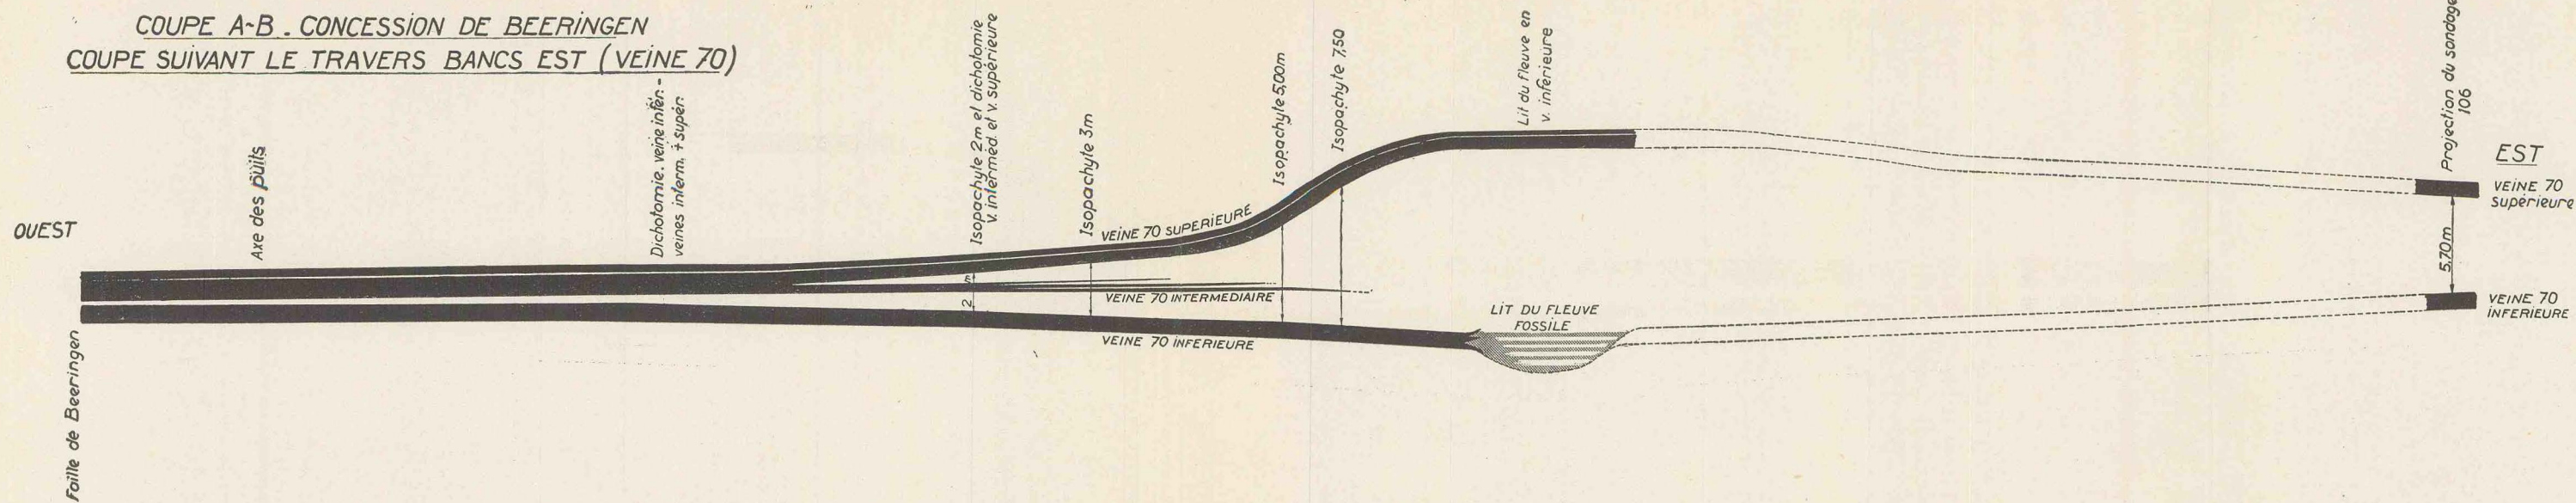 COUPE A-B. CONCESSION DE BEERINGEN
COUPE SUIVANT LE TRAVERS BANCS EST (VEINE 70)
OUEST
Faille de Beeringen
Axe des puits
Dichotomie. veine infér. -
veines interm. + supér.
Isopachyte 2m et dichotomie
v. interméd. et v. supérieure
Isopachyte 3m
Isopachyte 5,00m
Isopachyte 7,50
Lit du fleuve en
v. inférieure
Projection du sondage
106
EST
VEINE 70
Supérieure
VEINE 70 SUPERIEURE
5,70m
2
VEINE 70 INTERMEDIAIRE
VEINE 70
INFERIEURE
LIT DU FLEUVE
FOSSILE
VEINE 70 INFERIEURE